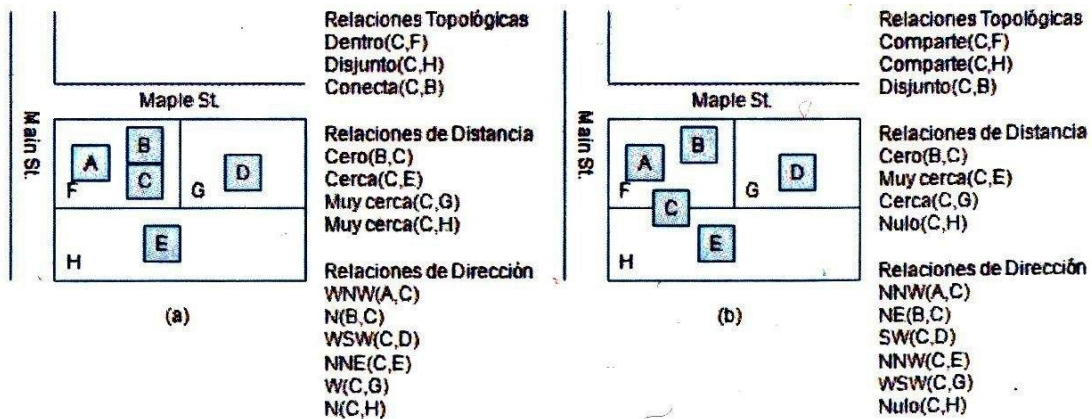 Maple St.
Main St.
A
B
C
D
E
F
G
H
(a)
Relaciones Topológicas
Dentro(C,F)
Disjunto(C,H)
Conecta(C,B)
Relaciones de Distancia
Cero(B,C)
Cerca(C,E)
Muy cerca(C,G)
Muy cerca(C,H)
Relaciones de Dirección
WNW(A,C)
N(B,C)
WSW(C,D)
NNE(C,E)
W(C,G)
N(C,H)
Maple St.
Main St.
A
B
C
D
E
F
G
H
(b)
Relaciones Topológicas
Comparte(C,F)
Comparte(C,H)
Disjunto(C,B)
Relaciones de Distancia
Cero(B,C)
Muy cerca(C,E)
Cerca(C,G)
Nulo(C,H)
Relaciones de Dirección
NNW(A,C)
NE(B,C)
SW(C,D)
NNW(C,E)
WSW(C,G)
Nulo(C,H)